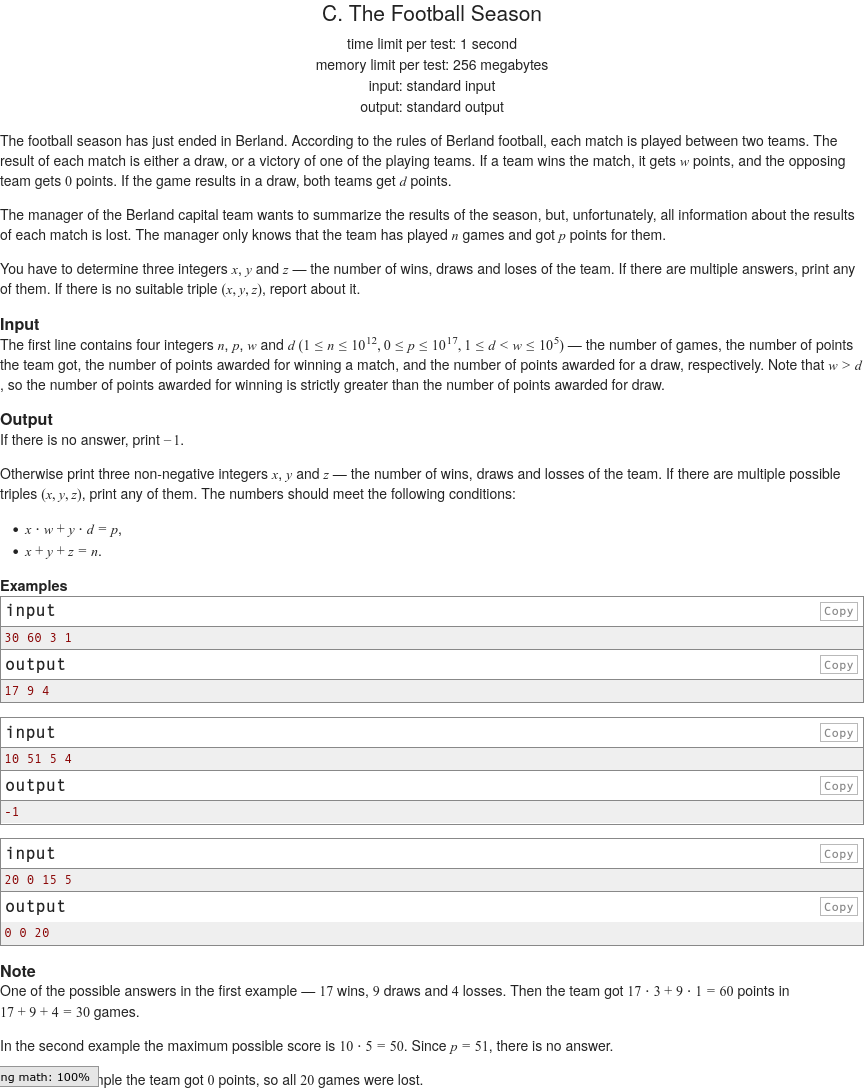 C. The Football Season
time limit per test: 1 second
memory limit per test: 256 megabytes
input: standard input
output: standard output
The football season has just ended in Berland. According to the rules of Berland football, each match is played between two teams. The
result of each match is either a draw, or a victory of one of the playing teams. If a team wins the match, it gets w points, and the opposing
team gets 0 points. If the game results in a draw, both teams get d points.
The manager of the Berland capital team wants to summarize the results of the season, but, unfortunately, all information about the results
of each match is lost. The manager only knows that the team has played n games and got p points for them.
You have to determine three integers x, y and z — the number of wins, draws and loses of the team. If there are multiple answers, print any
of them. If there is no suitable triple (x, y, z), report about it.
Input
The first line contains four integers n, p, w and d (1 ≤ n ≤ 10^12, 0 ≤ p ≤ 10^17, 1 ≤ d < w ≤ 10^5) — the number of games, the number of points
the team got, the number of points awarded for winning a match, and the number of points awarded for a draw, respectively. Note that w > d
, so the number of points awarded for winning is strictly greater than the number of points awarded for draw.
Output
If there is no answer, print −1.
Otherwise print three non-negative integers x, y and z — the number of wins, draws and losses of the team. If there are multiple possible
triples (x, y, z), print any of them. The numbers should meet the following conditions:
• x · w + y · d = p,
• x + y + z = n.
Examples
input
Copy
30 60 3 1
output
Copy
17 9 4
input
Copy
10 51 5 4
output
Copy
-1
input
Copy
20 0 15 5
output
Copy
0 0 20
Note
One of the possible answers in the first example — 17 wins, 9 draws and 4 losses. Then the team got 17 · 3 + 9 · 1 = 60 points in
17 + 9 + 4 = 30 games.
In the second example the maximum possible score is 10 · 5 = 50. Since p = 51, there is no answer.
ng math: 100%
mple the team got 0 points, so all 20 games were lost.